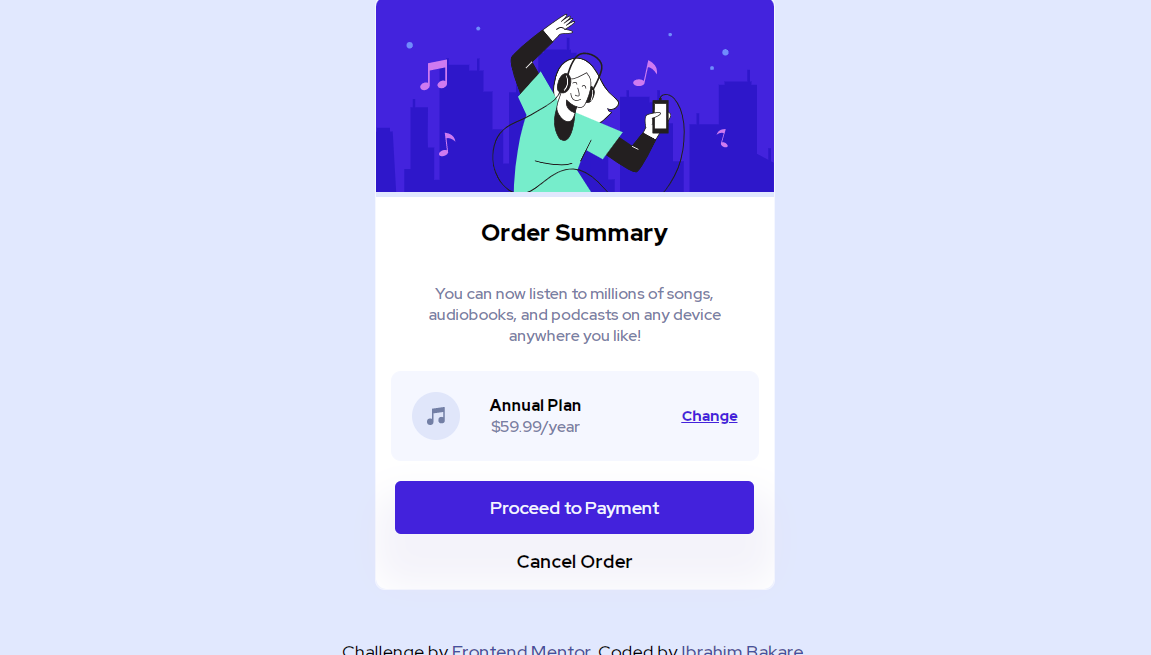 Order Summary
You can now listen to millions of songs,
audiobooks, and podcasts on any device
anywhere you like!
Annual Plan
$59.99/year
Change
Proceed to Payment
Cancel Order
Challenge by Frontend Mentor. Coded by Ibrahim Bakare.